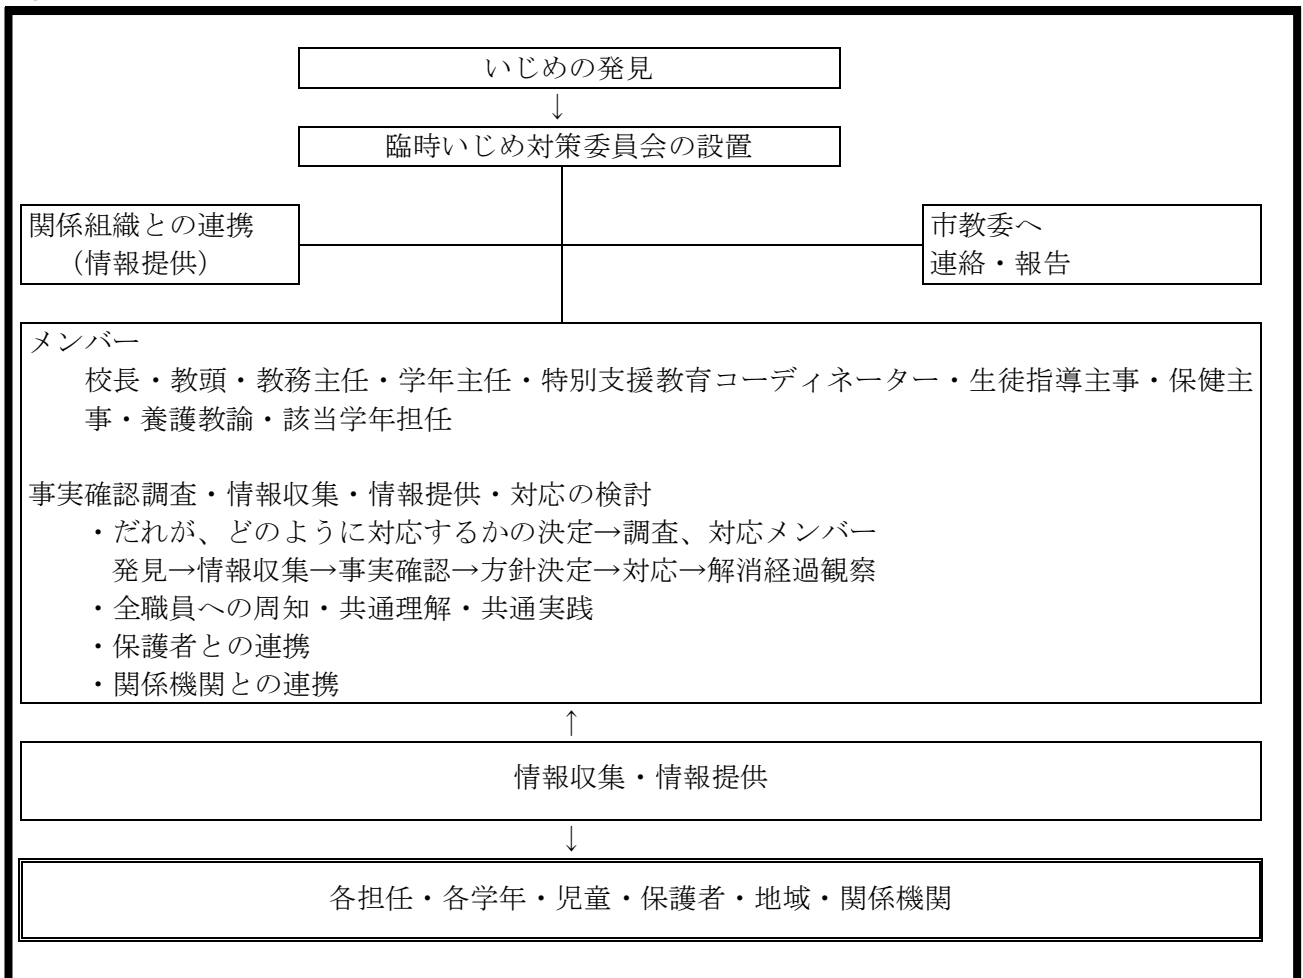 いじめの発見
↓
臨時いじめ対策委員会の設置
関係組織との連携
（情報提供）
市教委へ
連絡・報告
メンバー
校長・教頭・教務主任・学年主任・特別支援教育コーディネーター・生徒指導主事・保健主
事・養護教諭・該当学年担任
事実確認調査・情報収集・情報提供・対応の検討
・だれが、どのように対応するかの決定→調査、対応メンバー
発見→情報収集→事実確認→方針決定→対応→解消経過観察
・全職員への周知・共通理解・共通実践
・保護者との連携
・関係機関との連携
↑
情報収集・情報提供
↓
各担任・各学年・児童・保護者・地域・関係機関